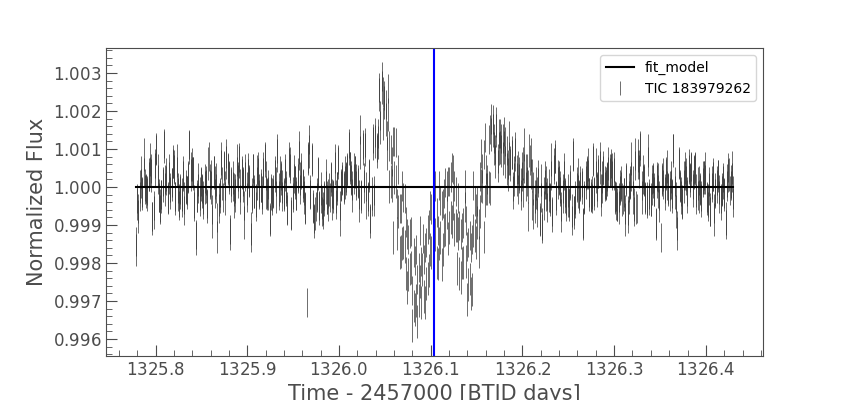 1.003
1.002
1.001
1.000
0.999
0.998
0.997
0.996
Normalized Flux
fit_model
TIC 183979262
1325.8 1325.9 1326.0 1326.1 1326.2 1326.3 1326.4
Time - 2457000 [BTJD days]